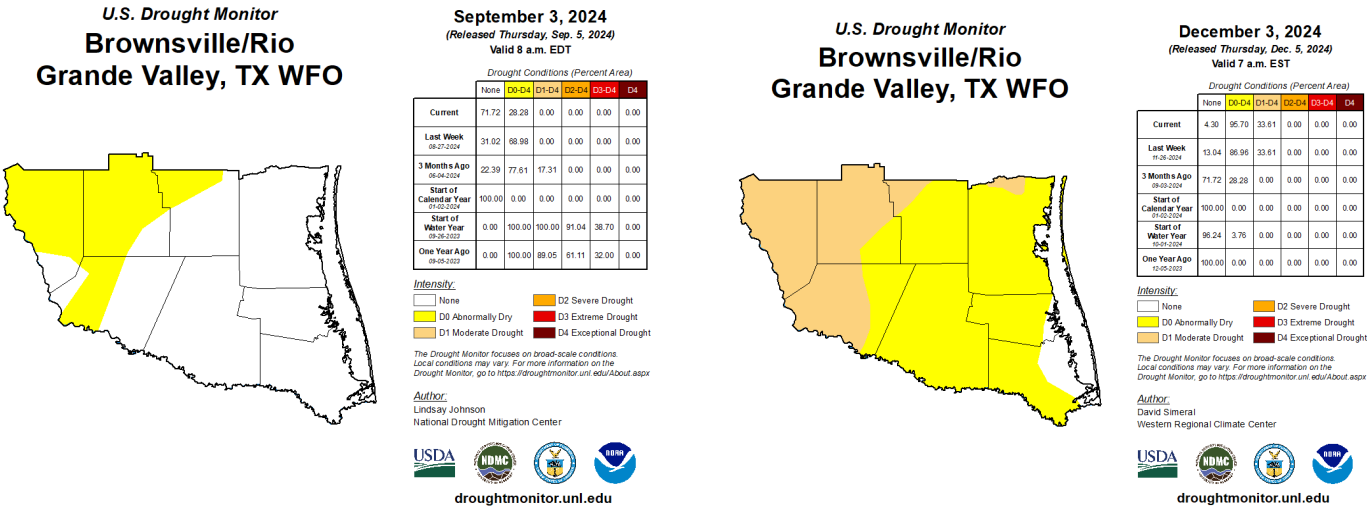 U.S. Drought Monitor
Brownsville/Rio
Grande Valley, TX WFO
September 3, 2024
(Released Thursday, Sep. 5, 2024)
Valid 8 a.m. EDT
Drought Conditions (Percent Area)
None D0-D4 D1-D4 D2-D4 D3-D4 D4
Current 71.72 28.28 0.00 0.00 0.00 0.00
Last Week 08-27-2024 31.02 68.98 0.00 0.00 0.00 0.00
3 Months Ago 06-04-2024 22.39 77.61 17.31 0.00 0.00 0.00
Start of Calendar Year 01-02-2024 100.00 0.00 0.00 0.00 0.00 0.00
Start of Water Year 09-26-2023 0.00 100.00 100.00 91.04 38.70 0.00
One Year Ago 09-05-2023 0.00 100.00 89.05 61.11 32.00 0.00
Intensity:
None
D0 Abnormally Dry
D1 Moderate Drought
D2 Severe Drought
D3 Extreme Drought
D4 Exceptional Drought
The Drought Monitor focuses on broad-scale conditions.
Local conditions may vary. For more information on the
Drought Monitor, go to https://droughtmonitor.unl.edu/About.aspx
Author:
Lindsay Johnson
National Drought Mitigation Center
USDA
NDMC
NOAA
droughtmonitor.unl.edu
U.S. Drought Monitor
Brownsville/Rio
Grande Valley, TX WFO
December 3, 2024
(Released Thursday, Dec. 5, 2024)
Valid 7 a.m. EST
Drought Conditions (Percent Area)
None D0-D4 D1-D4 D2-D4 D3-D4 D4
Current 4.30 95.70 33.61 0.00 0.00 0.00
Last Week 11-26-2024 13.04 86.96 33.61 0.00 0.00 0.00
3 Months Ago 09-03-2024 71.72 28.28 0.00 0.00 0.00 0.00
Start of Calendar Year 01-02-2024 100.00 0.00 0.00 0.00 0.00 0.00
Start of Water Year 10-01-2024 96.24 3.76 0.00 0.00 0.00 0.00
One Year Ago 12-05-2023 100.00 0.00 0.00 0.00 0.00 0.00
Intensity:
None
D0 Abnormally Dry
D1 Moderate Drought
D2 Severe Drought
D3 Extreme Drought
D4 Exceptional Drought
The Drought Monitor focuses on broad-scale conditions.
Local conditions may vary. For more information on the
Drought Monitor, go to https://droughtmonitor.unl.edu/About.aspx
Author:
David Simeral
Western Regional Climate Center
USDA
NDMC
NOAA
droughtmonitor.unl.edu